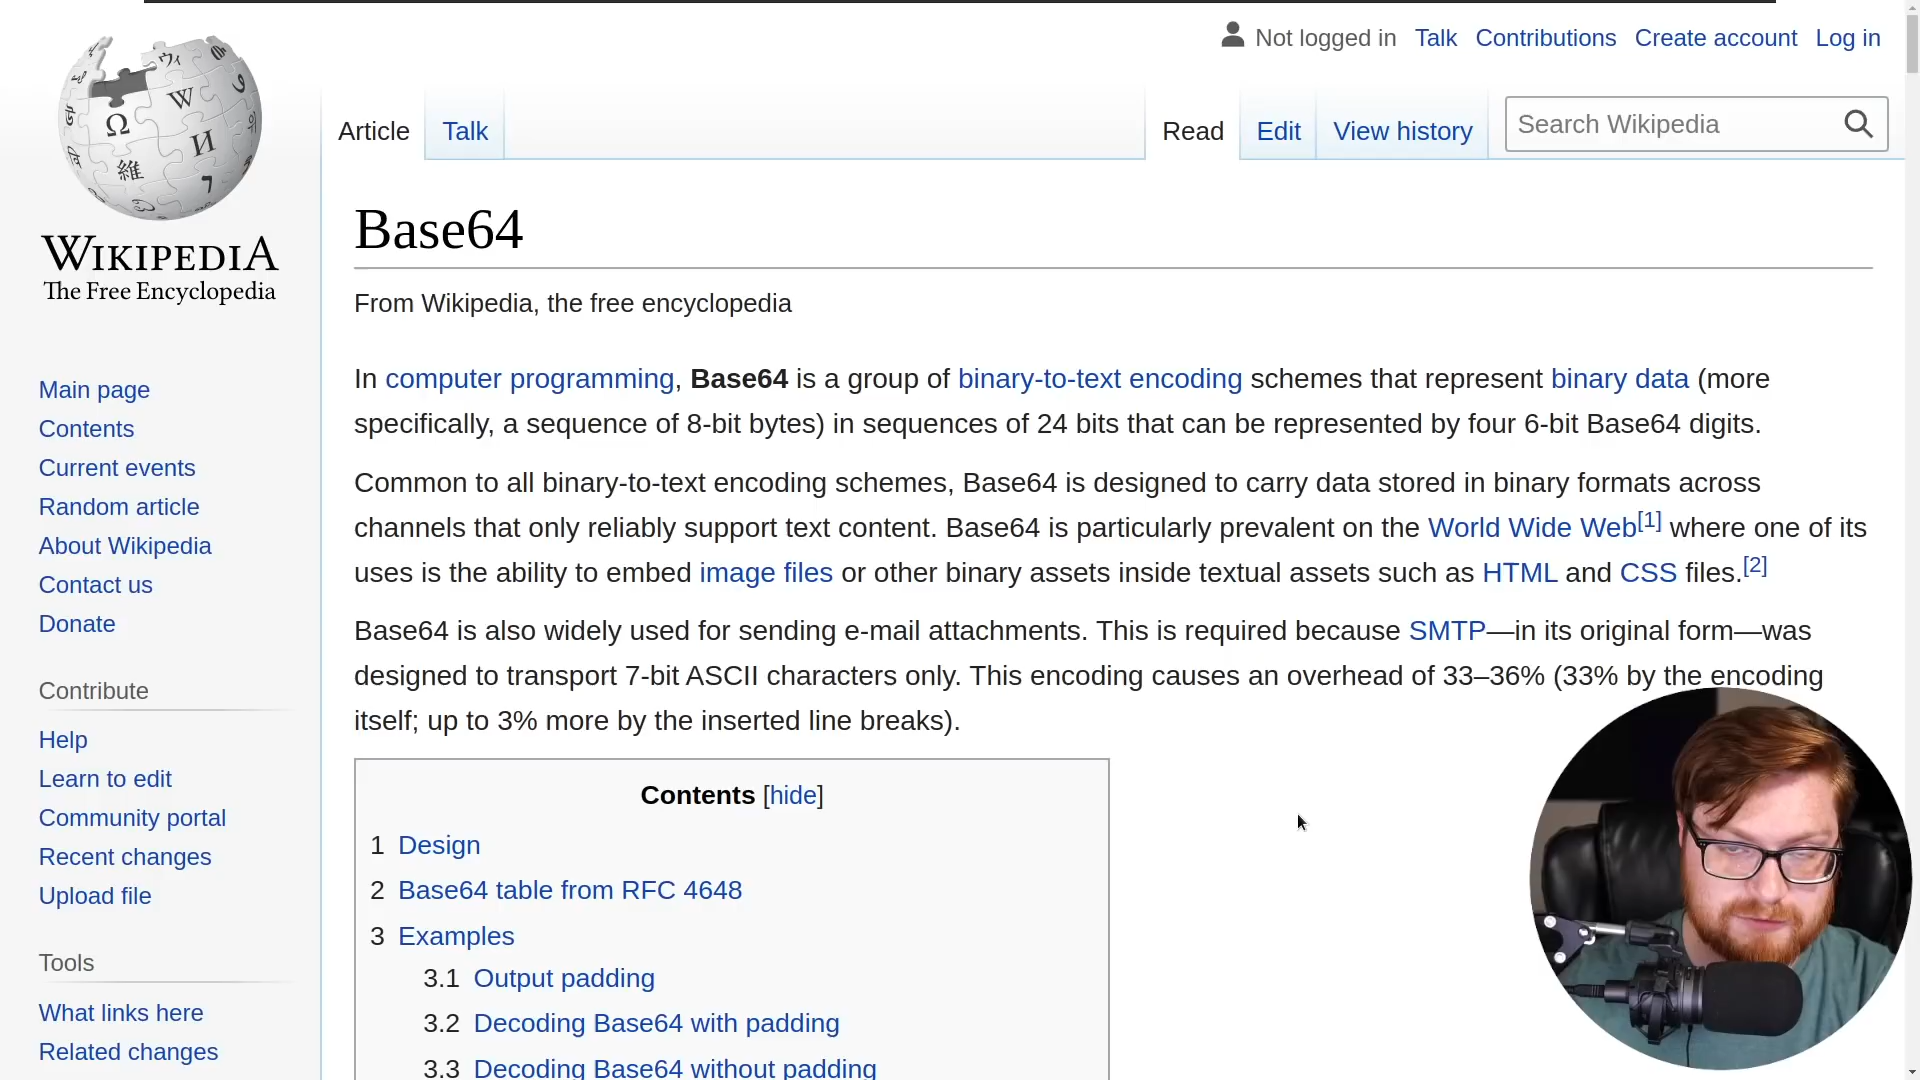 Not logged in Talk Contributions Create account Log in
Article Talk Read Edit View history Search Wikipedia
WIKIPEDIA
The Free Encyclopedia
Main page
Contents
Current events
Random article
About Wikipedia
Contact us
Donate
Contribute
Help
Learn to edit
Community portal
Recent changes
Upload file
Tools
What links here
Related changes
Base64
From Wikipedia, the free encyclopedia
In computer programming, Base64 is a group of binary-to-text encoding schemes that represent binary data (more
specifically, a sequence of 8-bit bytes) in sequences of 24 bits that can be represented by four 6-bit Base64 digits.
Common to all binary-to-text encoding schemes, Base64 is designed to carry data stored in binary formats across
channels that only reliably support text content. Base64 is particularly prevalent on the World Wide Web[1] where one of its
uses is the ability to embed image files or other binary assets inside textual assets such as HTML and CSS files.[2]
Base64 is also widely used for sending e-mail attachments. This is required because SMTP—in its original form—was
designed to transport 7-bit ASCII characters only. This encoding causes an overhead of 33–36% (33% by the encoding
itself; up to 3% more by the inserted line breaks).
Contents [hide]
1 Design
2 Base64 table from RFC 4648
3 Examples
3.1 Output padding
3.2 Decoding Base64 with padding
3.3 Decoding Base64 without padding